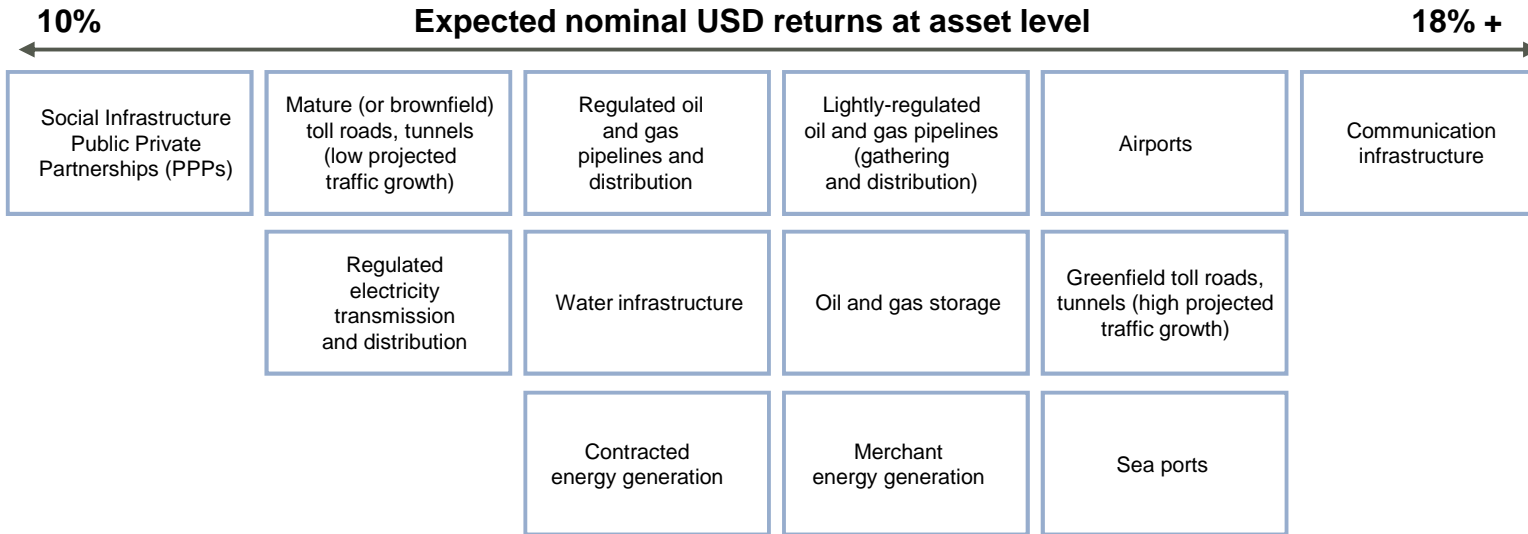 10%
Expected nominal USD returns at asset level
18% +
Social Infrastructure
Public Private
Partnerships (PPPs)
Mature (or brownfield)
toll roads, tunnels
(low projected
traffic growth)
Regulated oil
and gas
pipelines and
distribution
Lightly-regulated
oil and gas pipelines
(gathering
and distribution)
Airports
Communication
infrastructure
Regulated
electricity
transmission
and distribution
Water infrastructure
Oil and gas storage
Greenfield toll roads,
tunnels (high projected
traffic growth)
Contracted
energy generation
Merchant
energy generation
Sea ports